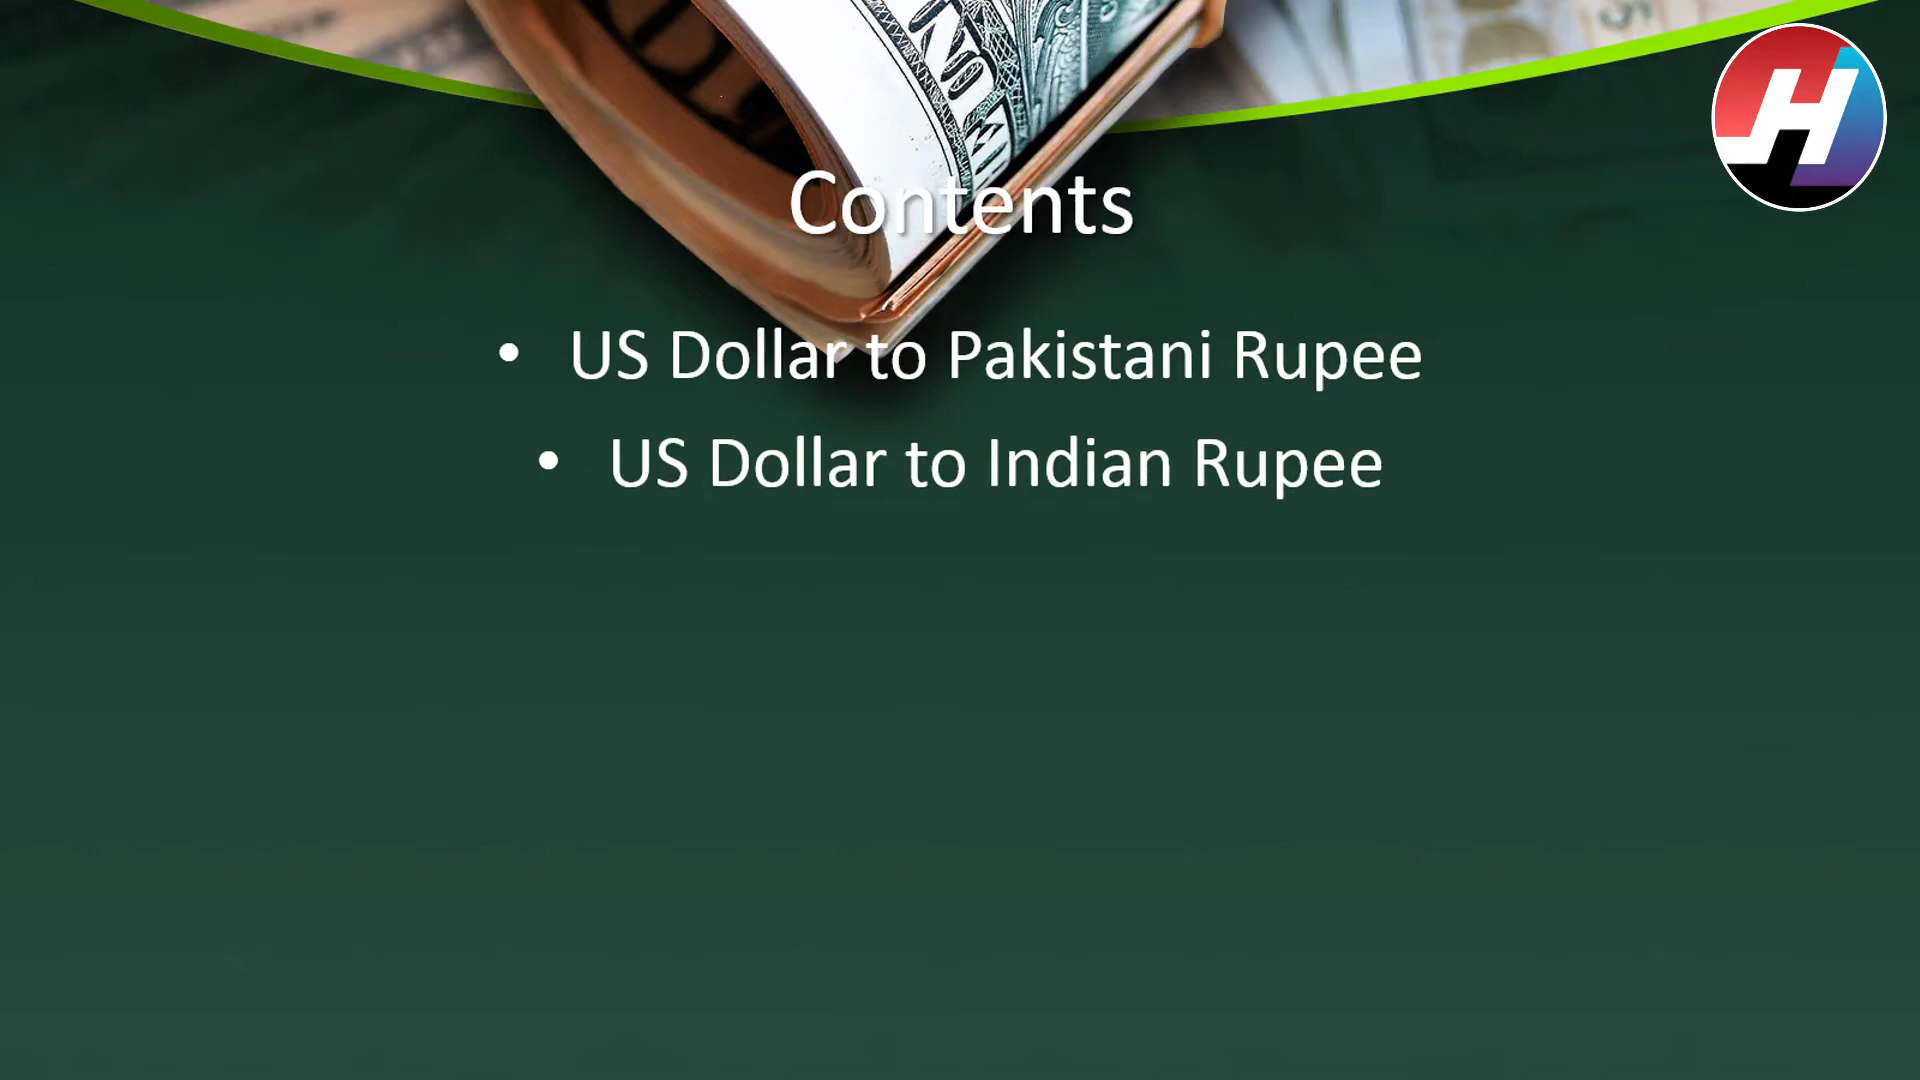 Contents
• US Dollar to Pakistani Rupee
• US Dollar to Indian Rupee